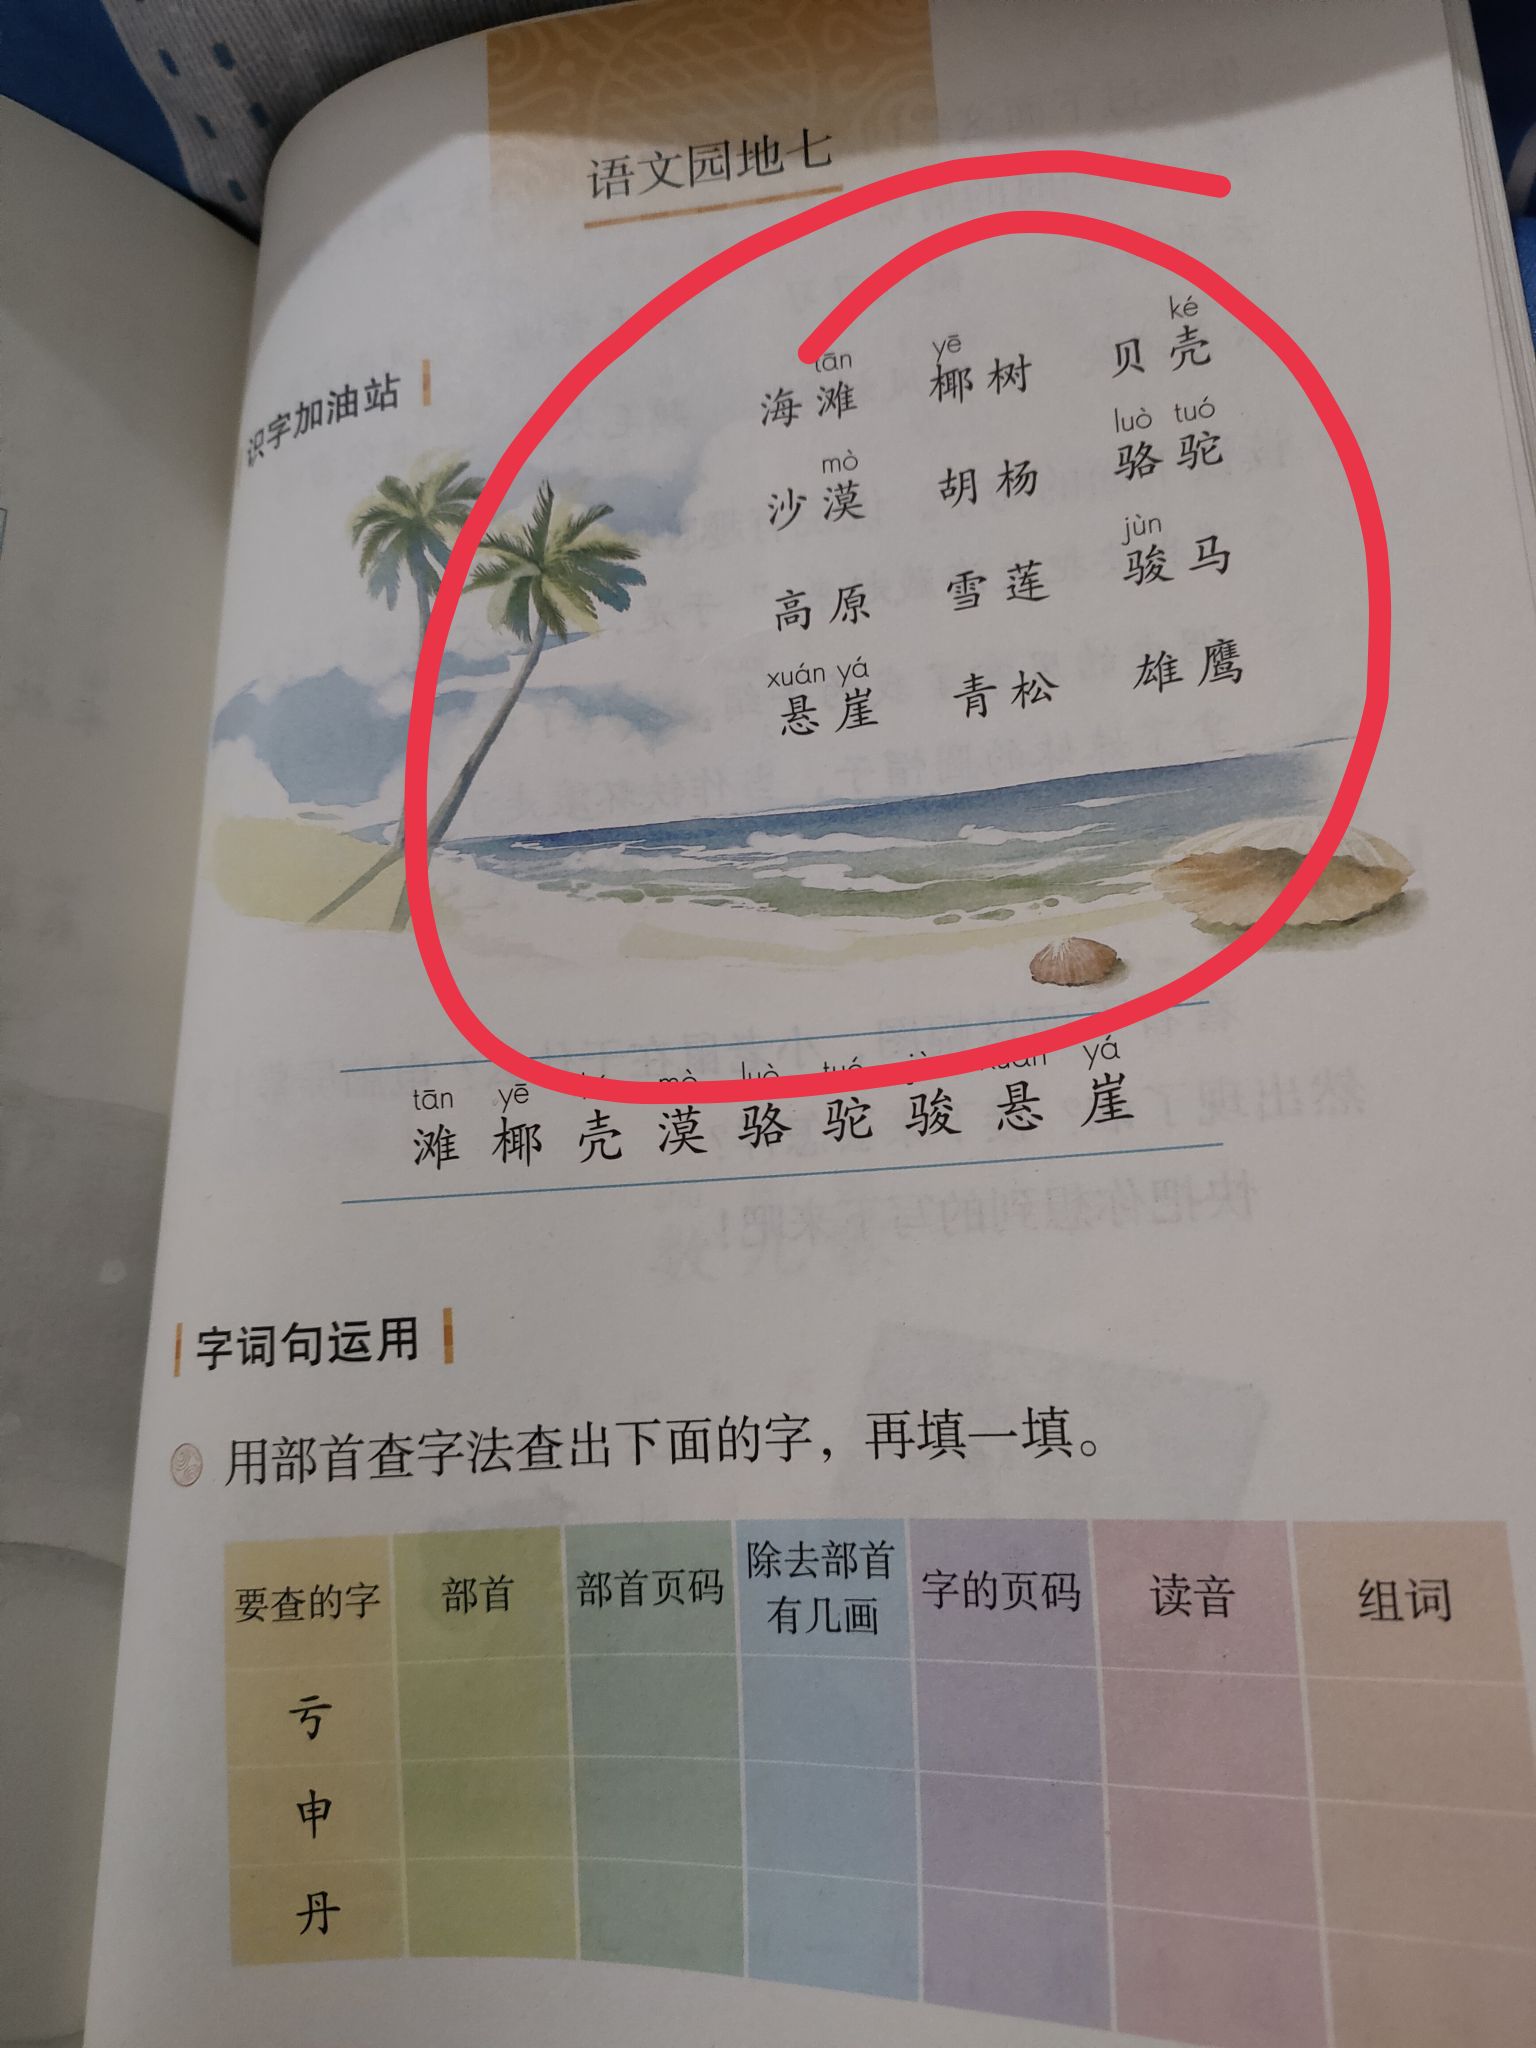 语文园地七
识字加油站
tān yē ké
海滩 椰树 贝壳
mò luò tuó
沙漠 胡杨 骆驼
jùn
高原 雪莲 骏马
xuán yá
悬崖 青松 雄鹰
tān yē mò luò tuó xuán yá
滩 椰 壳 漠 骆 驼 骏 悬 崖
字词句运用
用部首查字法查出下面的字，再填一填。
要查的字 部首 部首页码 除去部首有几画 字的页码 读音 组词
亏
申
丹